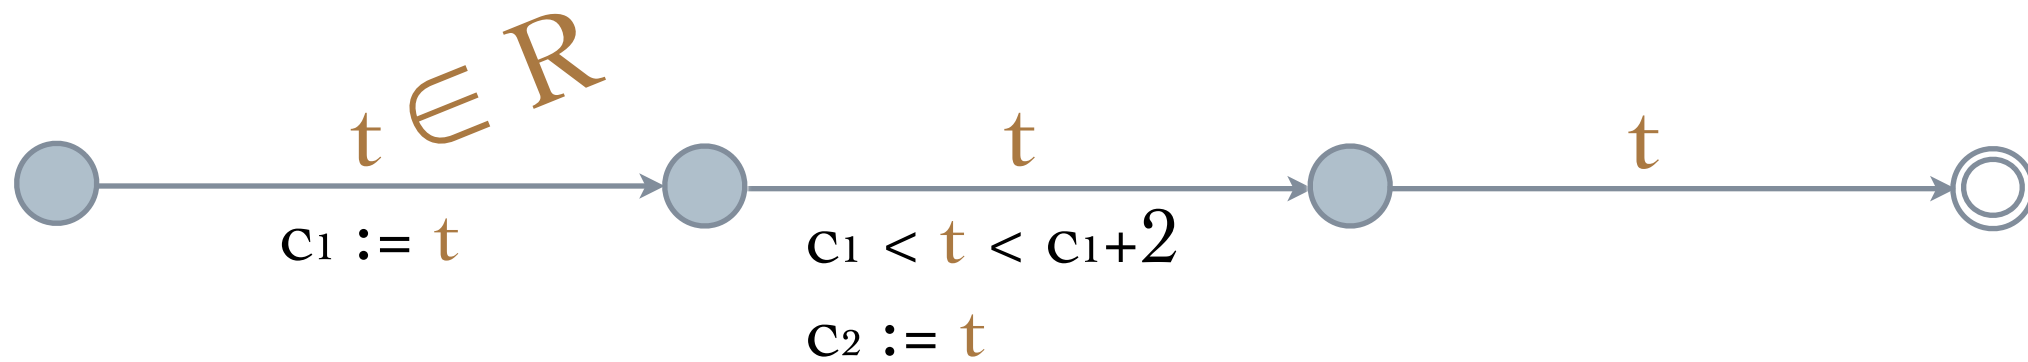 t ∈ R
t
t
c₁ := t
c₁ < t < c₁+2
c₂ := t